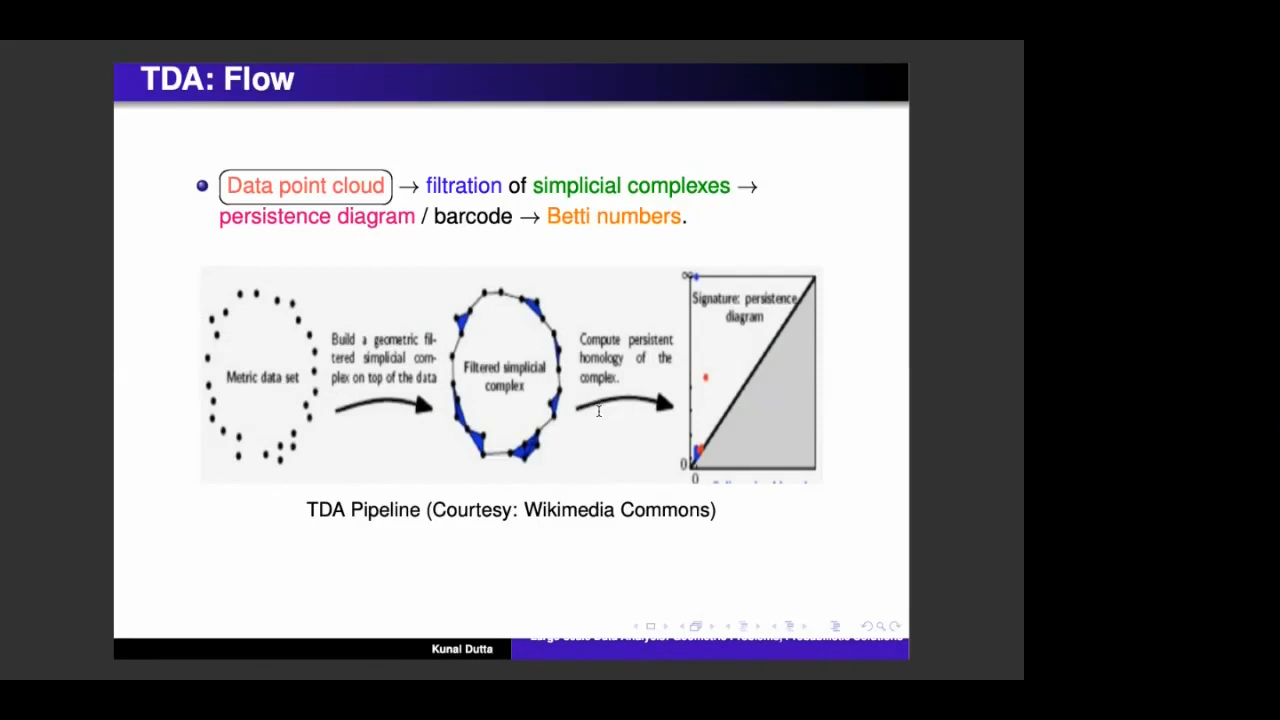 TDA: Flow
Data point cloud → filtration of simplicial complexes →
persistence diagram / barcode → Betti numbers.
Metric data set
Build a geometric fil-
tered simplicial com-
plex on top of the data
Filtered simplicial
complex
Compute persistent
homology of the
complex.
∞
Signature: persistence
diagram
0
0
TDA Pipeline (Courtesy: Wikimedia Commons)
Kunal Dutta